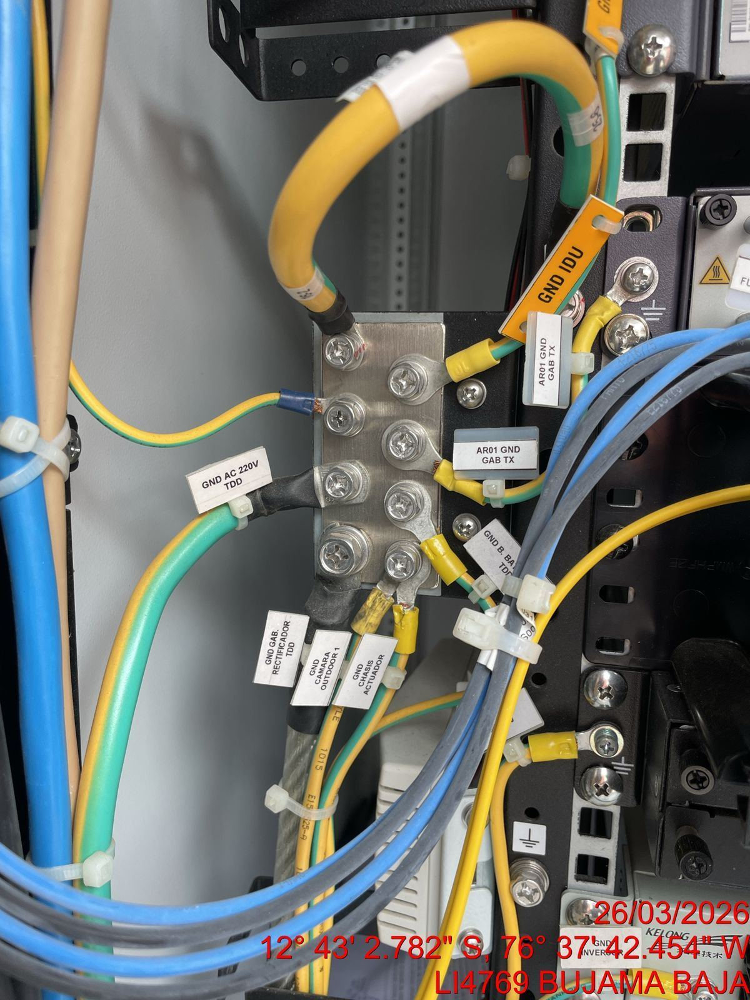 GND IDU
AR01 GND
GAB TX
AR01 GND
GAB TX
GND AC 220V
TDD
GND B. BA
TDD
GND GAB.
RECTIFICADOR
TDD
GND
CAMARA
OUTDOOR 1
GND
CHASIS
ACTUADOR
1015
GND
INVERSOR
KELONG
26/03/2026
12° 43' 2.782" S, 76° 37' 42.454" W
LI4769 BUJAMA BAJA